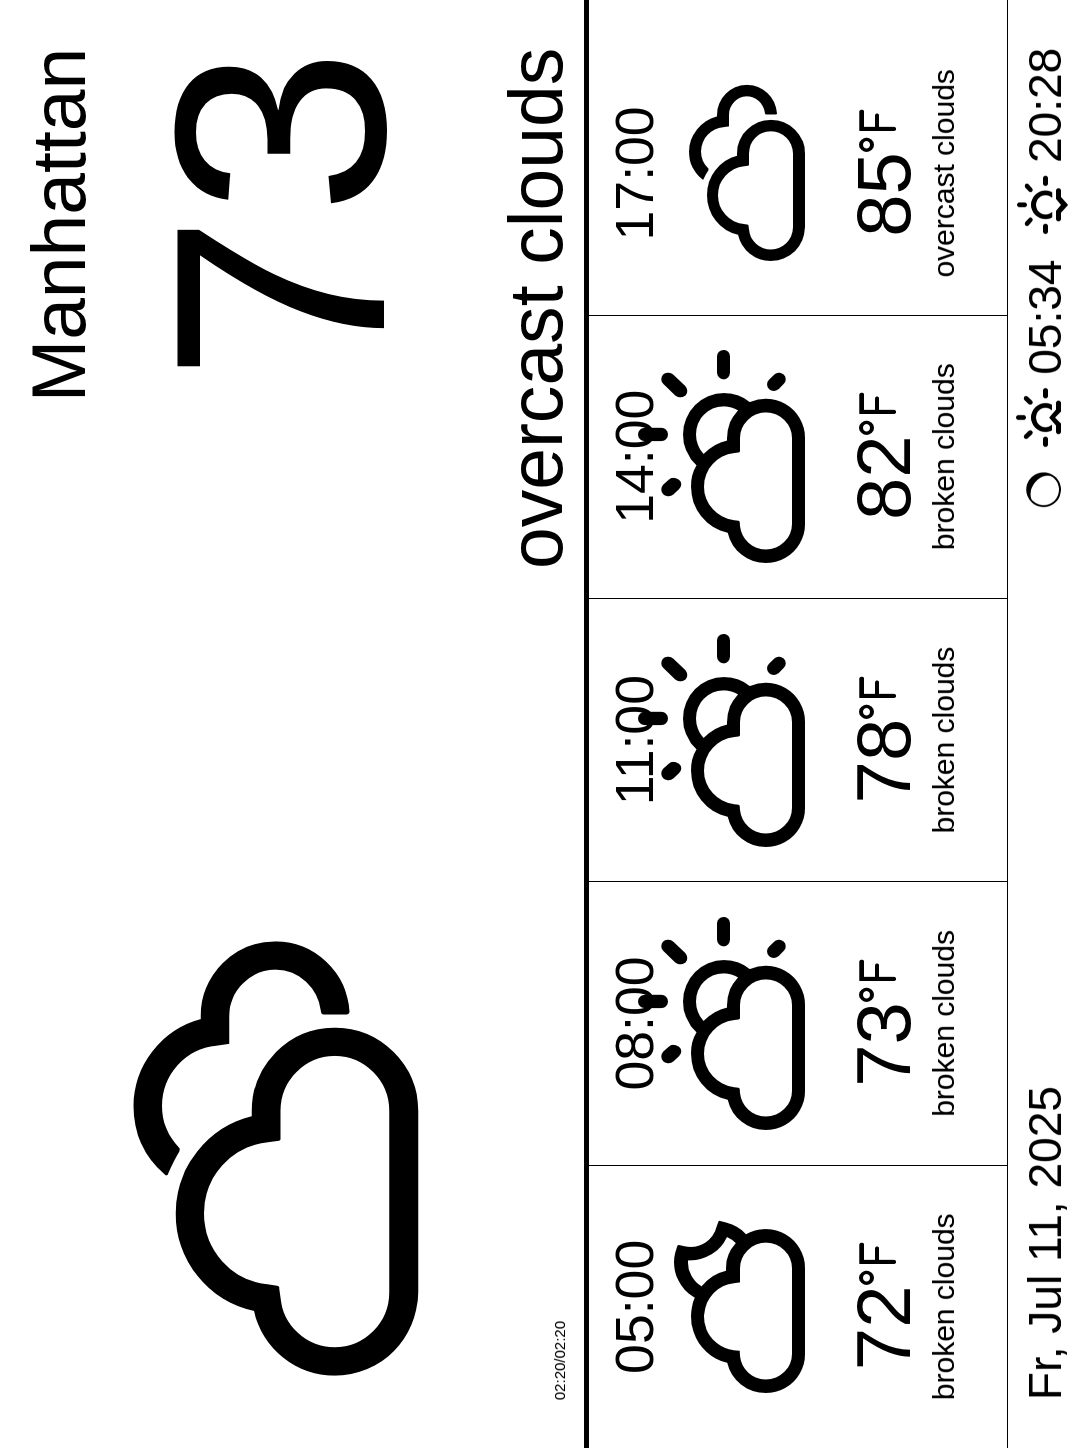 Manhattan
73
overcast clouds
02:20/02:20
05:00
72°F
broken clouds
08:00
73°F
broken clouds
11:00
78°F
broken clouds
14:00
82°F
broken clouds
17:00
85°F
overcast clouds
Fr, Jul 11, 2025
05:34
20:28